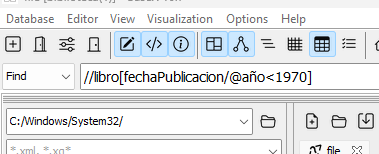 Database Editor View Visualization Options Help
Find //libro[fechaPublicacion/@año<1970]
C:/Windows/System32/
*.xml, *.xq*
file